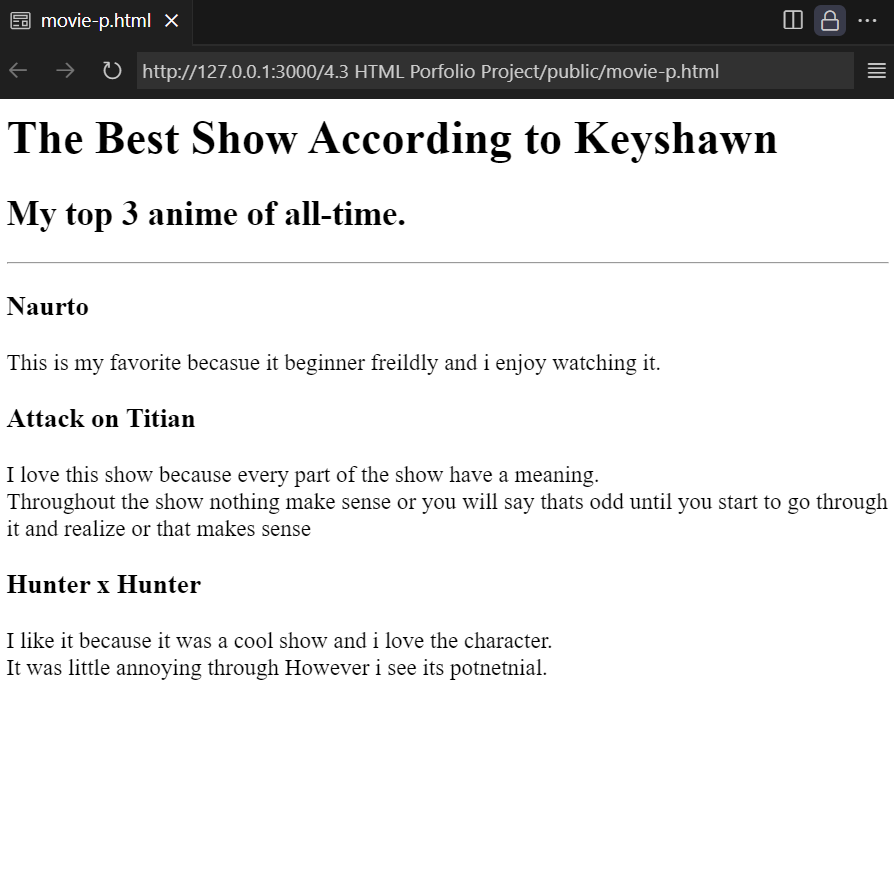 movie-p.html
http://127.0.0.1:3000/4.3 HTML Porfolio Project/public/movie-p.html
The Best Show According to Keyshawn
My top 3 anime of all-time.
Naurto
This is my favorite becasue it beginner freildly and i enjoy watching it.
Attack on Titian
I love this show because every part of the show have a meaning.
Throughout the show nothing make sense or you will say thats odd until you start to go through
it and realize or that makes sense
Hunter x Hunter
I like it because it was a cool show and i love the character.
It was little annoying through However i see its potnetnial.